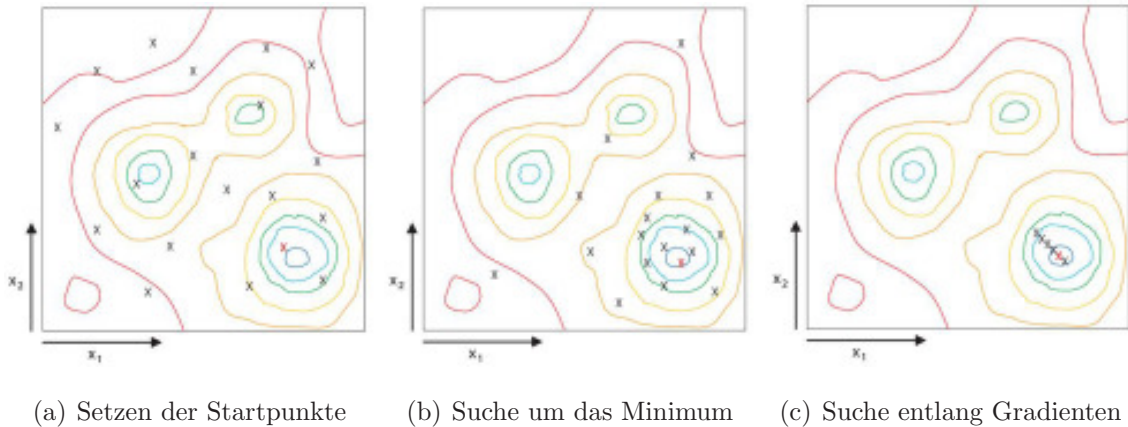 x₂
x₁
x₂
x₁
x₂
x₁
(a) Setzen der Startpunkte
(b) Suche um das Minimum
(c) Suche entlang Gradienten